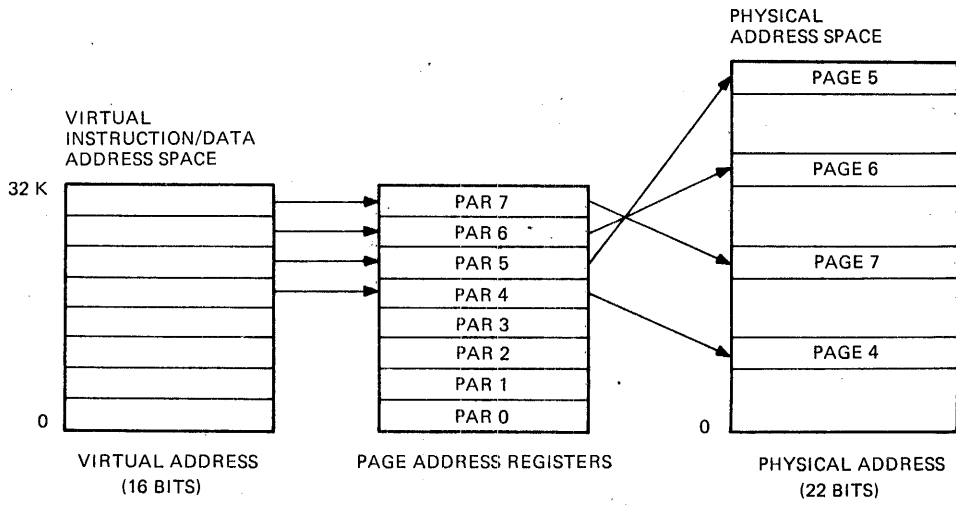 PHYSICAL
ADDRESS SPACE
PAGE 5
VIRTUAL
INSTRUCTION/DATA
ADDRESS SPACE
PAGE 6
32 K
PAR 7
PAR 6
PAR 5
PAGE 7
PAR 4
PAR 3
PAR 2
PAGE 4
PAR 1
PAR 0
0
0
VIRTUAL ADDRESS
(16 BITS)
PAGE ADDRESS REGISTERS
PHYSICAL ADDRESS
(22 BITS)